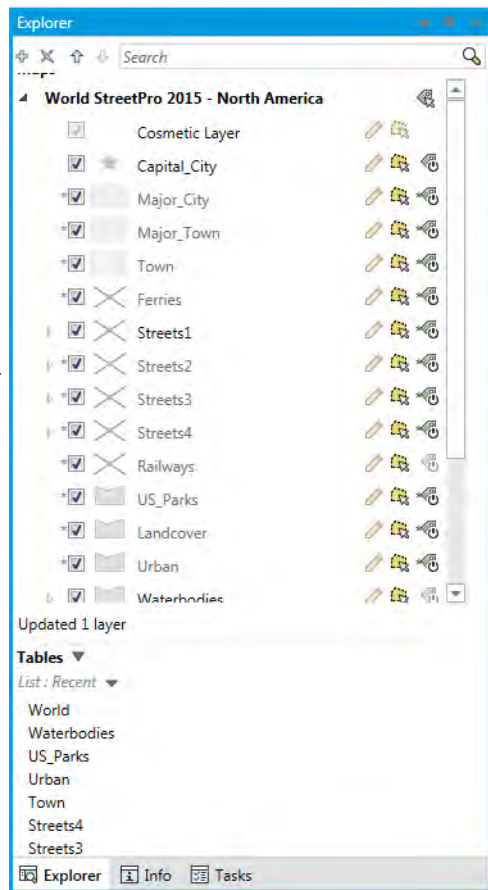 Explorer
Search
World StreetPro 2015 - North America
Cosmetic Layer
Capital_City
*Major_City
*Major_Town
*Town
*Ferries
Streets1
*Streets2
*Streets3
*Streets4
*Railways
*US_Parks
*Landcover
*Urban
Waterbodies
Updated 1 layer
Tables
List : Recent
World
Waterbodies
US_Parks
Urban
Town
Streets4
Streets3
Explorer Info Tasks